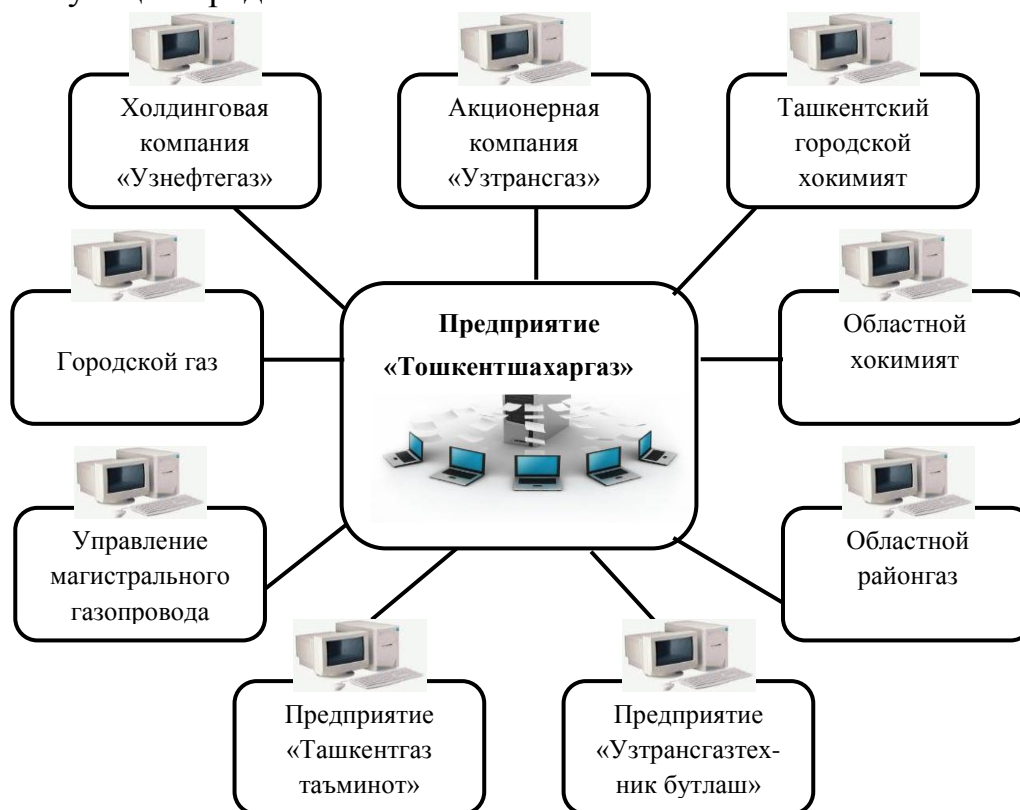 Холдинговая
компания
«Узнефтегаз»
Акционерная
компания
«Узтрансгаз»
Ташкентский
городской
хокимият
Городской газ
Предприятие
«Тошкентшахаргаз»
Областной
хокимият
Управление
магистрального
газопровода
Областной
районгаз
Предприятие
«Ташкентгаз
таъминот»
Предприятие
«Узтрансгазтех-
ник бутлаш»